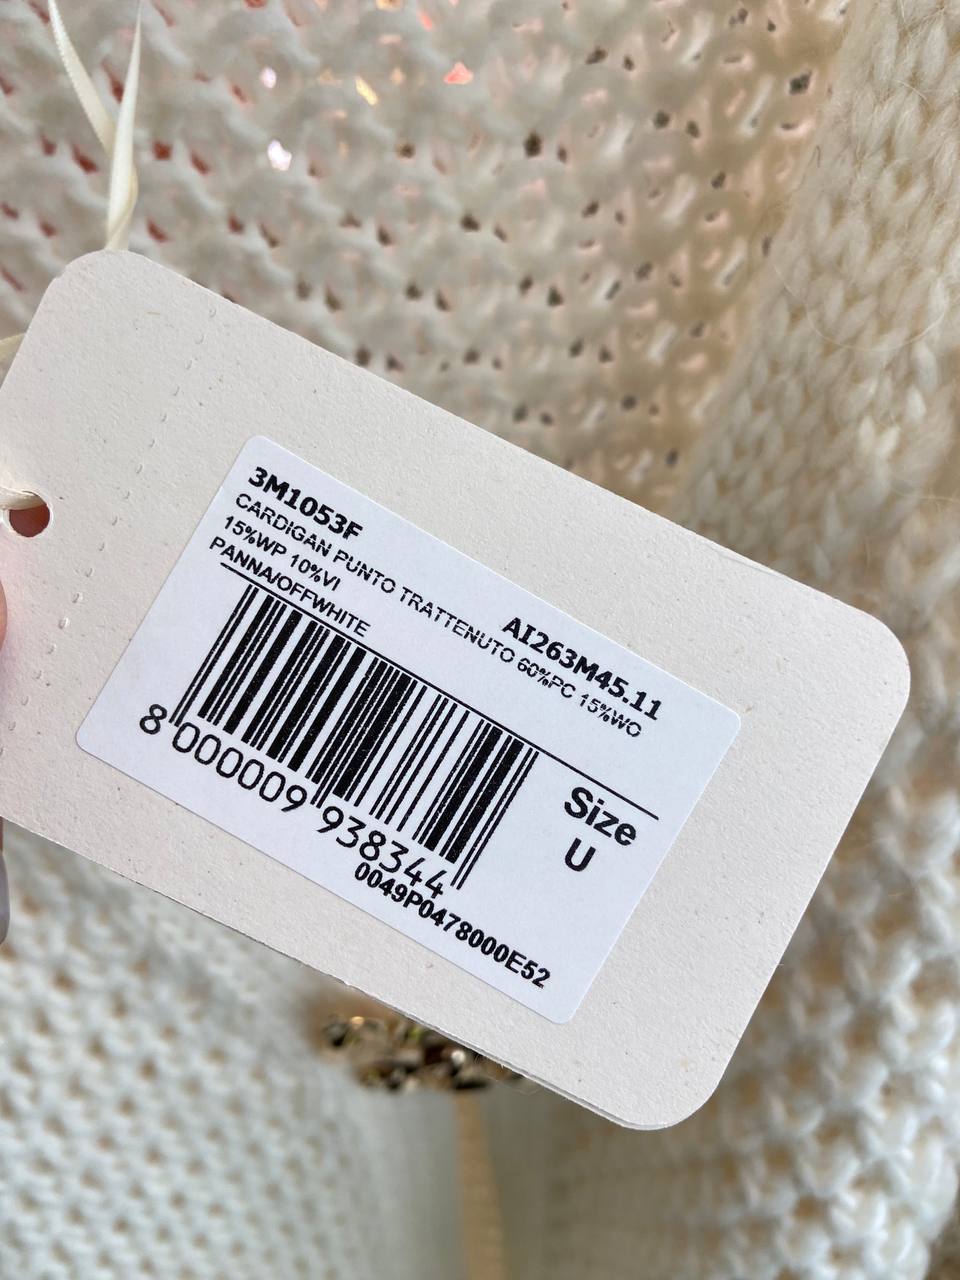 3M1053F
AI263M45.11
CARDIGAN PUNTO TRATTENUTO 60%PC 15%WO
15%WP 10%VI
PANNA/OFFWHITE
8 000009 938344
0049P0478000E52
Size
U